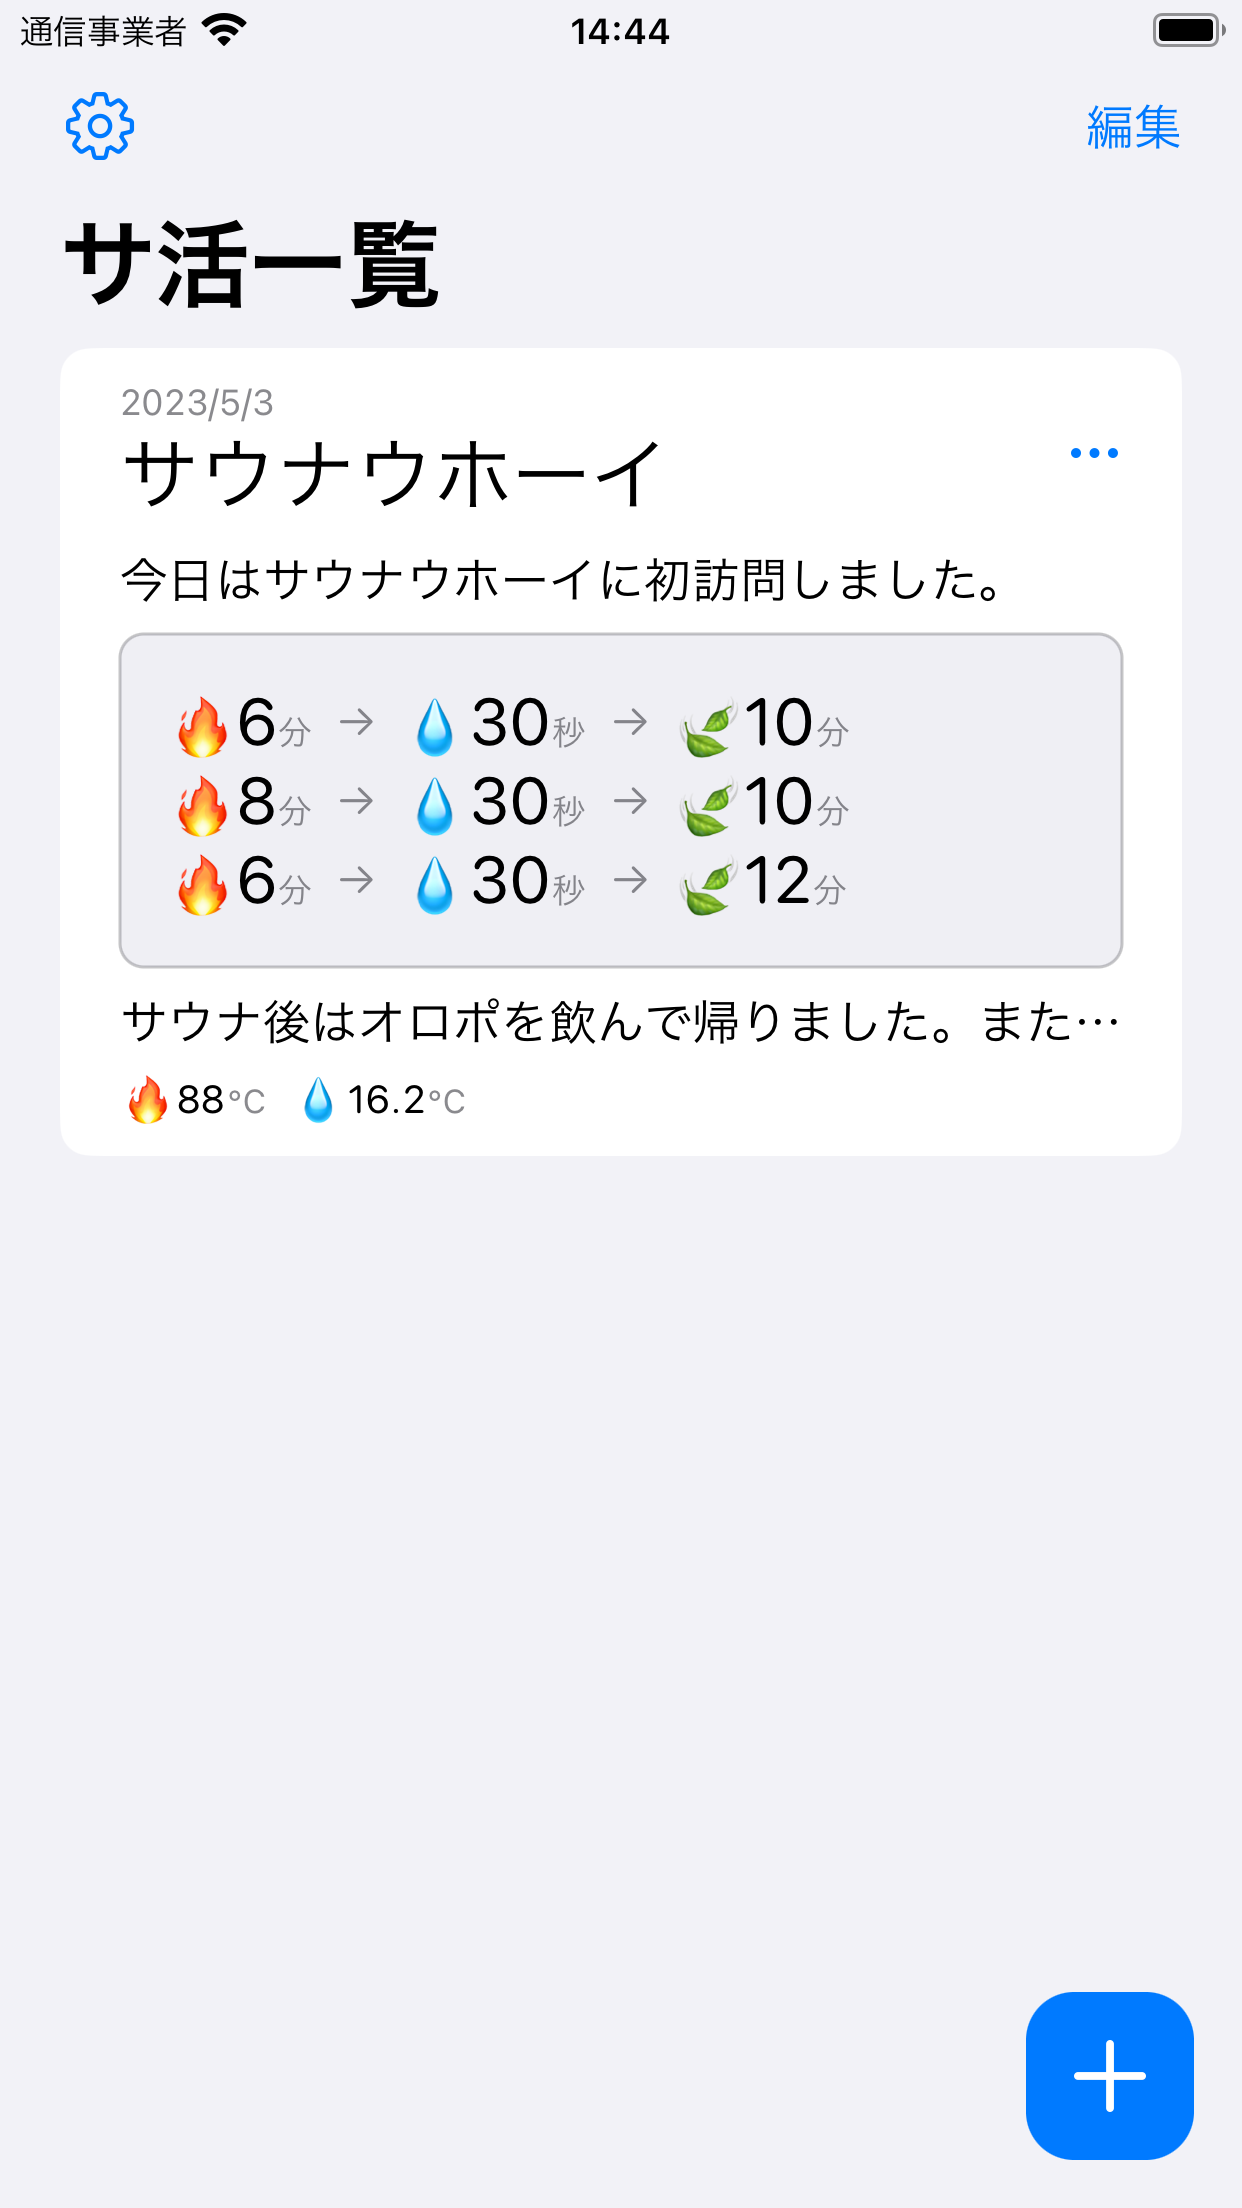 通信事業者 14:44
編集
サ活一覧
2023/5/3
サウナウホーイ
今日はサウナウホーイに初訪問しました。
🔥6分 → 💧30秒 → 🍃10分
🔥8分 → 💧30秒 → 🍃10分
🔥6分 → 💧30秒 → 🍃12分
サウナ後はオロポを飲んで帰りました。また…
🔥88℃ 💧16.2℃